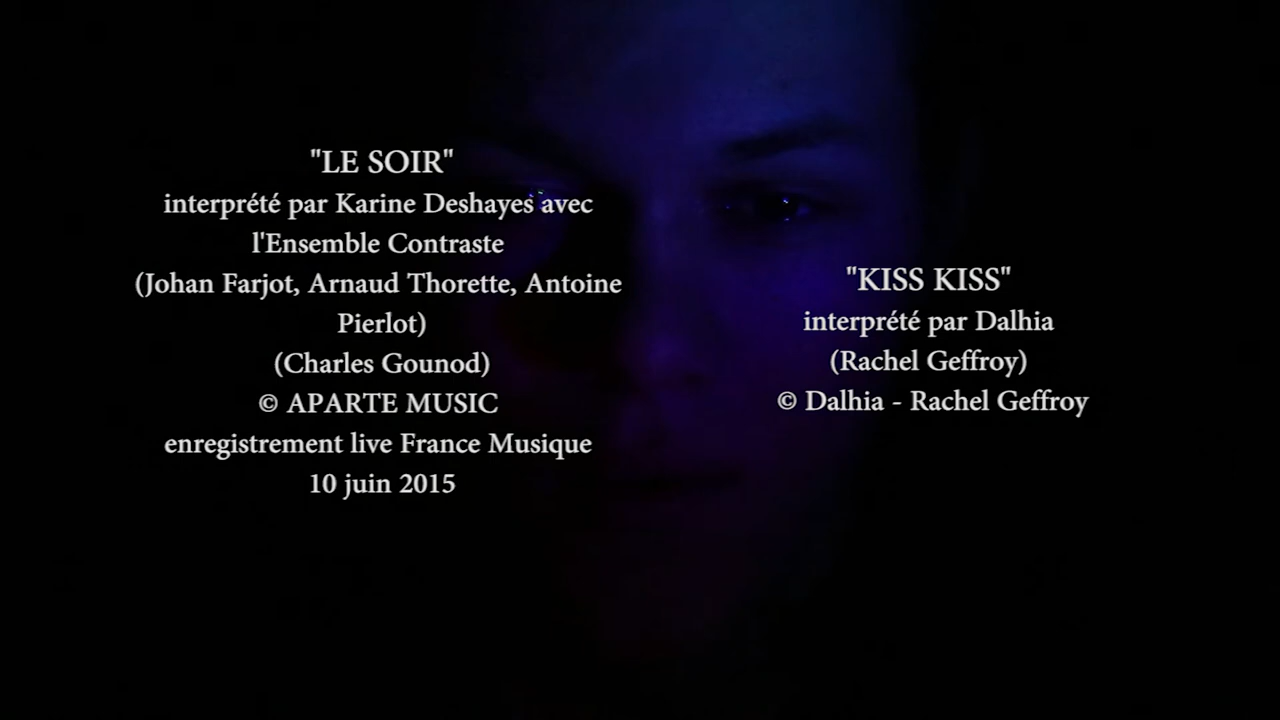 "LE SOIR"
interprété par Karine Deshayes avec
l'Ensemble Contraste
(Johan Farjot, Arnaud Thorette, Antoine
Pierlot)
(Charles Gounod)
© APARTE MUSIC
enregistrement live France Musique
10 juin 2015
"KISS KISS"
interprété par Dalhia
(Rachel Geffroy)
© Dalhia - Rachel Geffroy